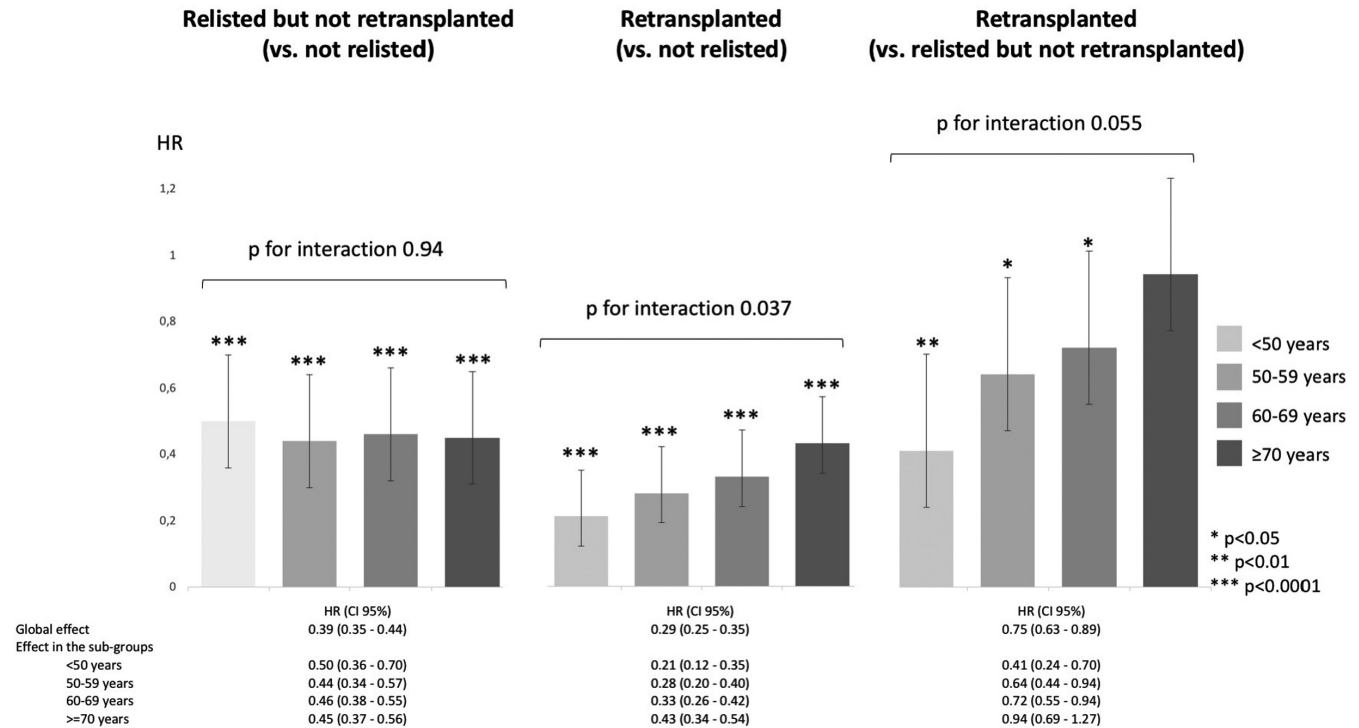 Relisted but not retransplanted
(vs. not relisted)
Retransplanted
(vs. not relisted)
Retransplanted
(vs. relisted but not retransplanted)
HR
p for interaction 0.94
p for interaction 0.037
p for interaction 0.055
1,2
1
0,8
0,6
0,4
0,2
0
*** *** *** ***
*** *** *** ***
** * *
<50 years
50-59 years
60-69 years
≥70 years
* p<0.05
** p<0.01
*** p<0.0001
HR (CI 95%) HR (CI 95%) HR (CI 95%)
Global effect 0.39 (0.35 - 0.44) 0.29 (0.25 - 0.35) 0.75 (0.63 - 0.89)
Effect in the sub-groups
<50 years 0.50 (0.36 - 0.70) 0.21 (0.12 - 0.35) 0.41 (0.24 - 0.70)
50-59 years 0.44 (0.34 - 0.57) 0.28 (0.20 - 0.40) 0.64 (0.44 - 0.94)
60-69 years 0.46 (0.38 - 0.55) 0.33 (0.26 - 0.42) 0.72 (0.55 - 0.94)
>=70 years 0.45 (0.37 - 0.56) 0.43 (0.34 - 0.54) 0.94 (0.69 - 1.27)